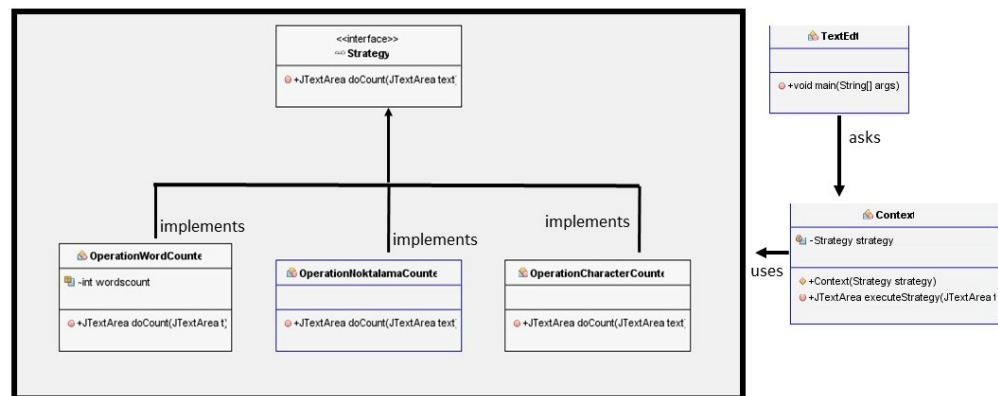 <<interface>>
Strategy
+JTextArea doCount(JTextArea text)
TextEdt
+void main(String[] args)
asks
implements
implements
implements
OperationWordCounte
-int wordscount
+JTextArea doCount(JTextArea t)
OperationNoktalamaCounte
+JTextArea doCount(JTextArea text)
OperationCharacterCounte
+JTextArea doCount(JTextArea text)
uses
Context
-Strategy strategy
+Context(Strategy strategy)
+JTextArea executeStrategy(JTextArea t